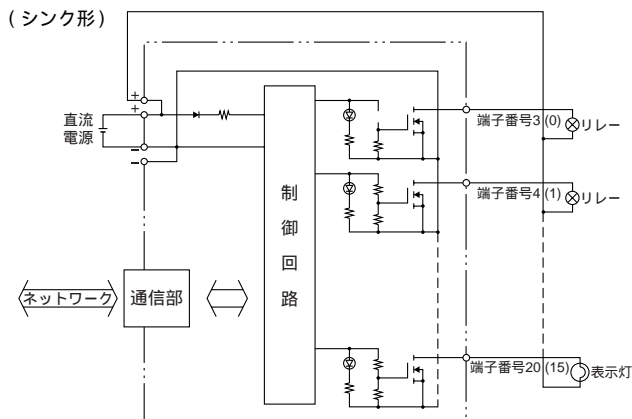 (シンク形)
+
+
直流
電源
−
−
制
御
回
路
端子番号3 (0)
リレー
端子番号4 (1)
リレー
ネットワーク
通信部
端子番号20 (15)
表示灯